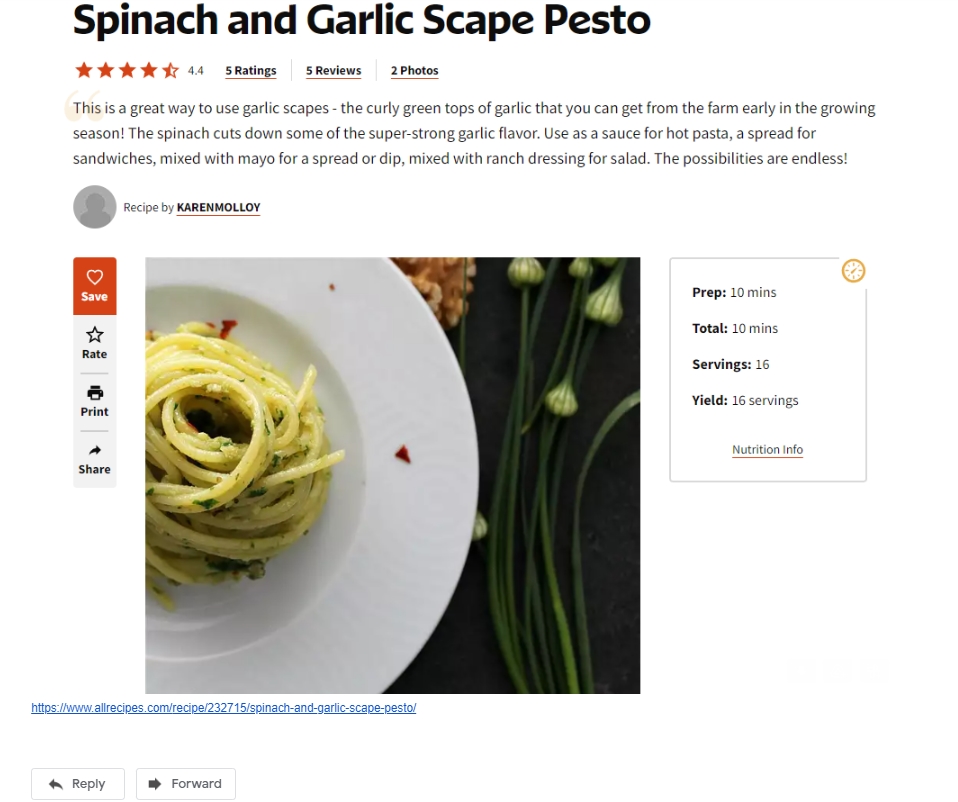 Spinach and Garlic Scape Pesto
4.4 5 Ratings 5 Reviews 2 Photos
This is a great way to use garlic scapes - the curly green tops of garlic that you can get from the farm early in the growing
season! The spinach cuts down some of the super-strong garlic flavor. Use as a sauce for hot pasta, a spread for
sandwiches, mixed with mayo for a spread or dip, mixed with ranch dressing for salad. The possibilities are endless!
Recipe by KARENMOLLOY
Save
Rate
Print
Share
Prep: 10 mins
Total: 10 mins
Servings: 16
Yield: 16 servings
Nutrition Info
https://www.allrecipes.com/recipe/232715/spinach-and-garlic-scape-pesto/
Reply Forward